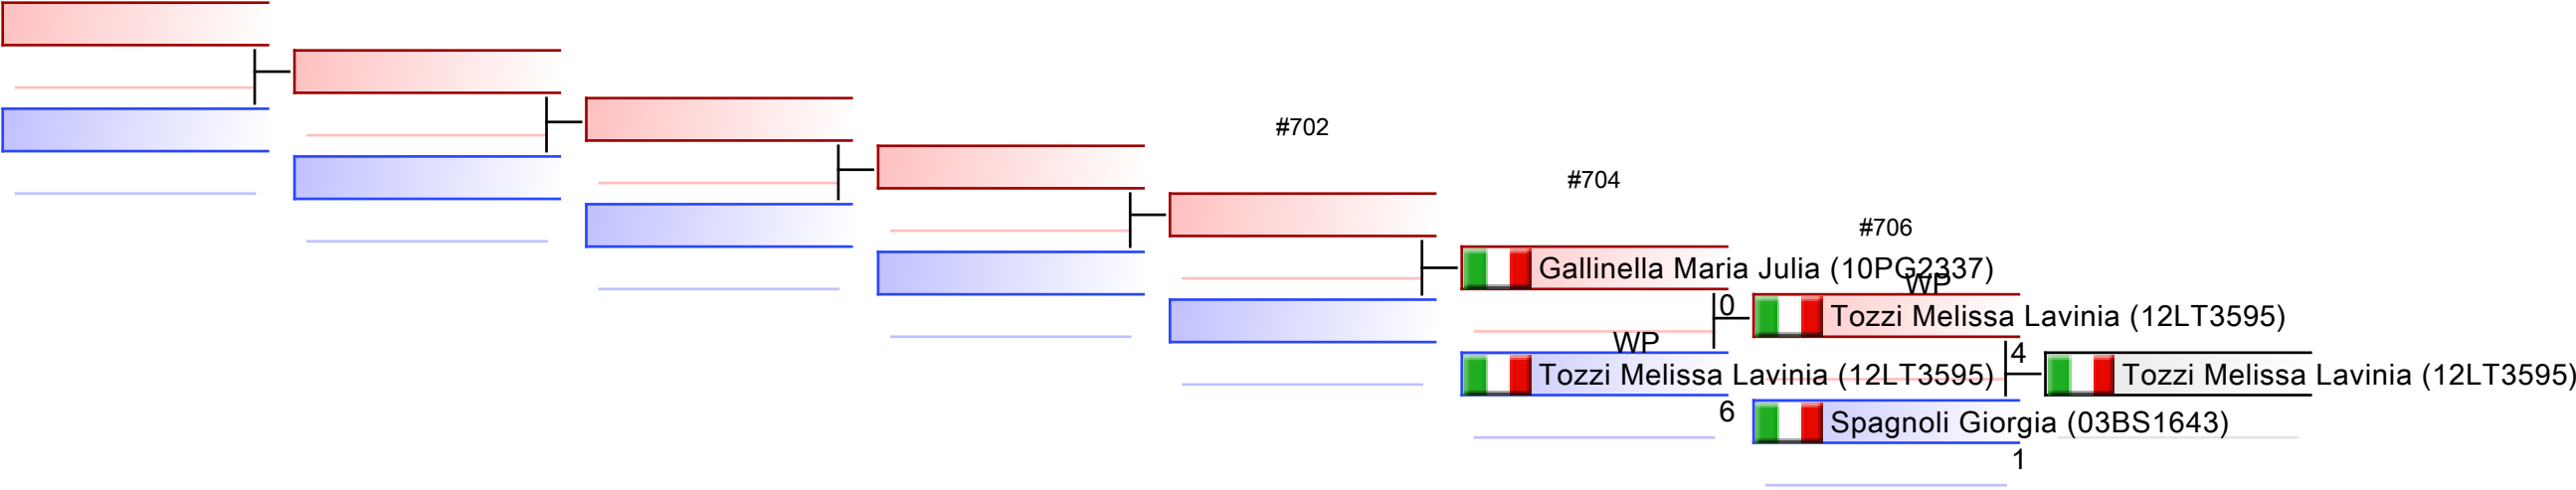 #702
#704
#706
Gallinella Maria Julia (10PG2337)
WP
0
Tozzi Melissa Lavinia (12LT3595)
WP
4
Tozzi Melissa Lavinia (12LT3595)
Tozzi Melissa Lavinia (12LT3595)
6
Spagnoli Giorgia (03BS1643)
1